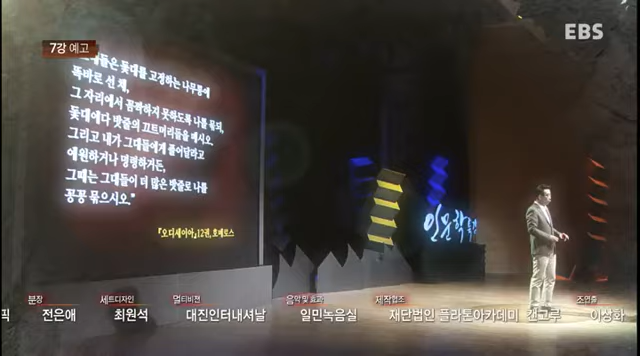 7강 예고
EBS
그대들은 돛대를 고정하는 나무통에
똑바로 선 채,
그 자리에서 꼼짝하지 못하도록 나를 묶되,
돛대에다 밧줄의 끄트머리들을 매시오.
그리고 내가 그대들에게 풀어달라고
애원하거나 명령하거든,
그때는 그대들이 더 많은 밧줄로 나를
꽁꽁 묶으시오."
『오디세이아』12권, 호메로스
인문학특강
분장 세트디자인 멀티비젼 음악 및 효과 제작협조 조연출
픽 전은애 최원석 대진인터내셔날 일민녹음실 재단법인 플라톤아카데미 갠그루 이상화